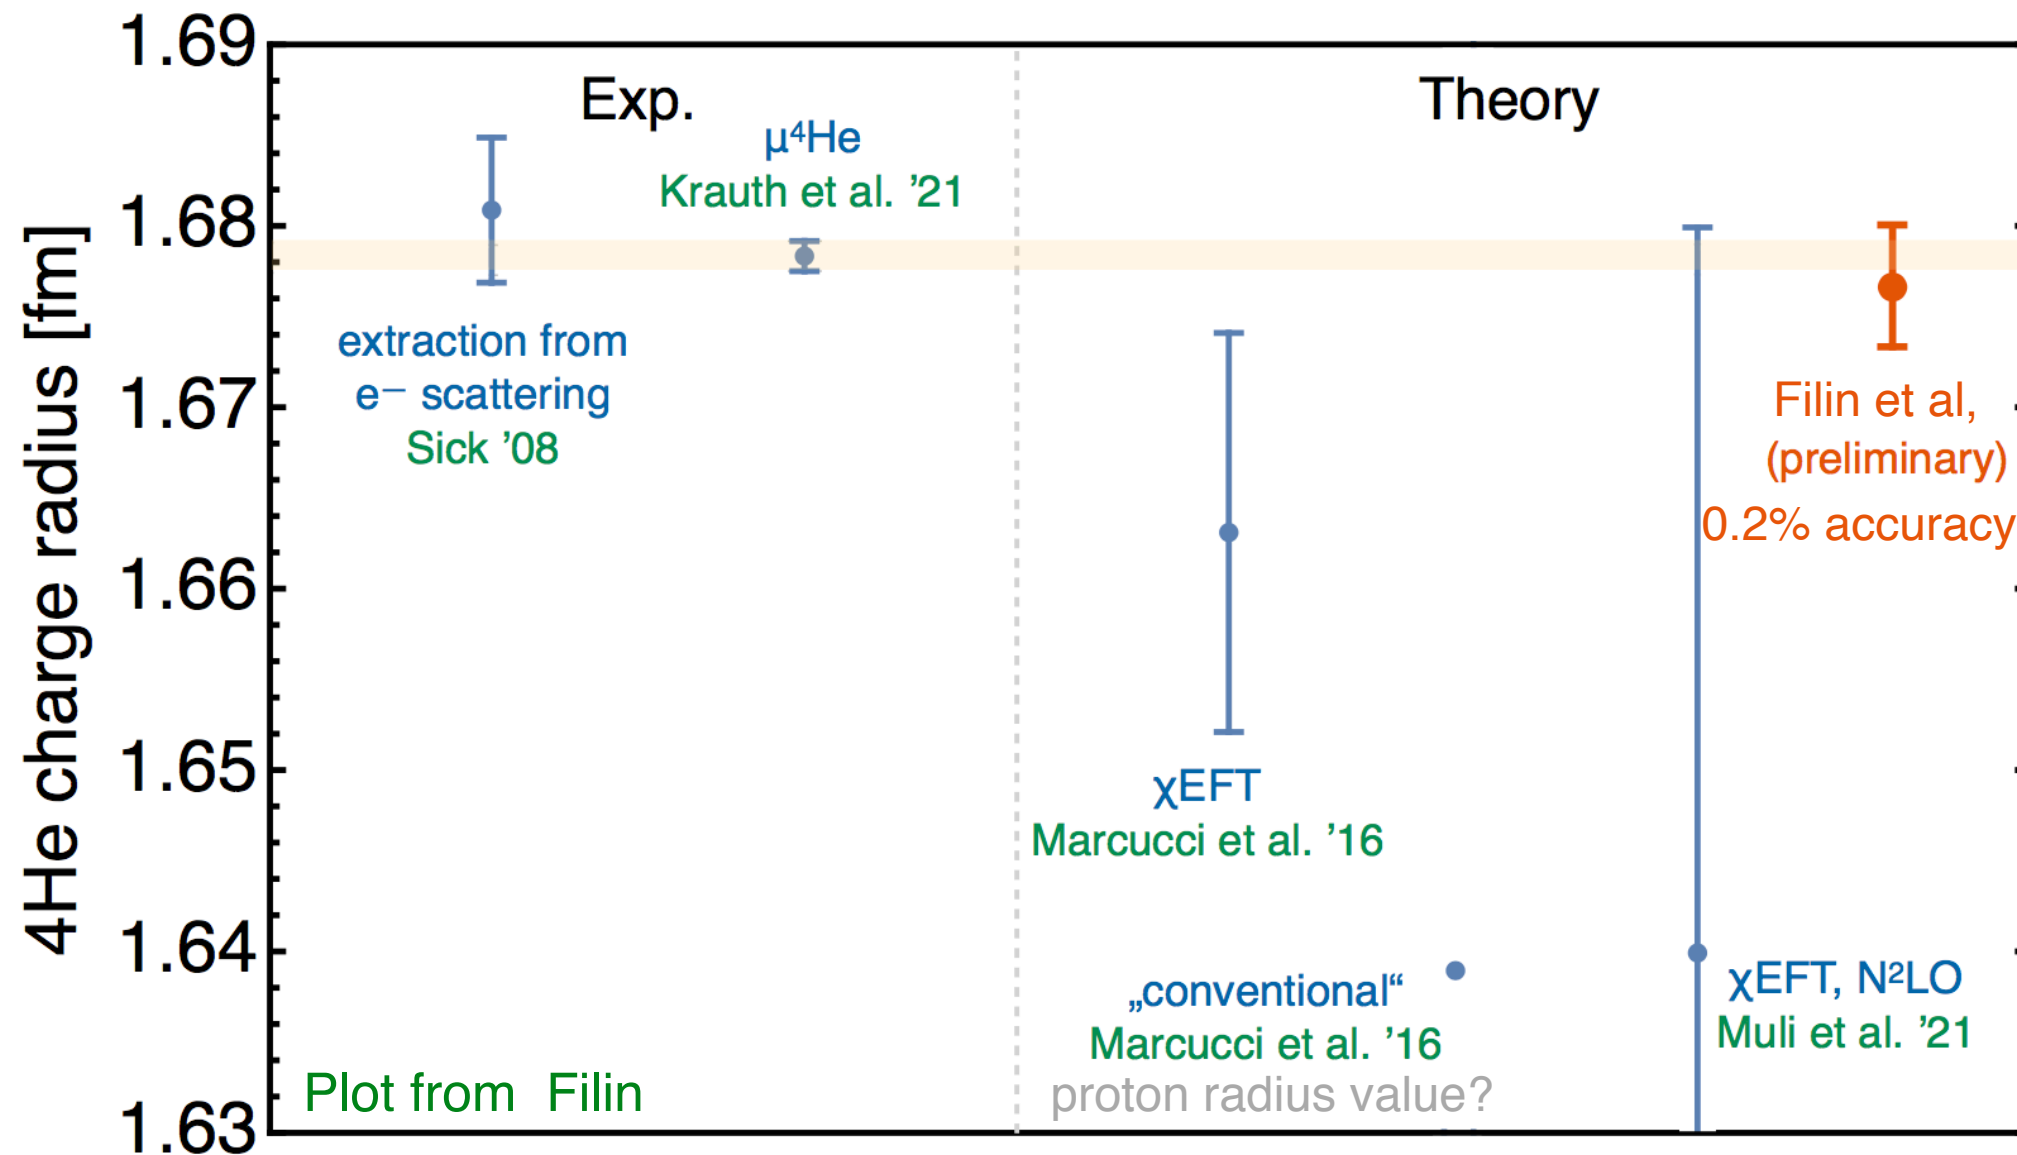 4He charge radius [fm]
1.69
1.68
1.67
1.66
1.65
1.64
1.63
Exp.
Theory
μ⁴He
Krauth et al. ’21
extraction from
e− scattering
Sick ’08
χEFT
Marcucci et al. ’16
„conventional“
Marcucci et al. ’16
proton radius value?
χEFT, N²LO
Muli et al. ’21
Filin et al,
(preliminary)
0.2% accuracy
Plot from Filin